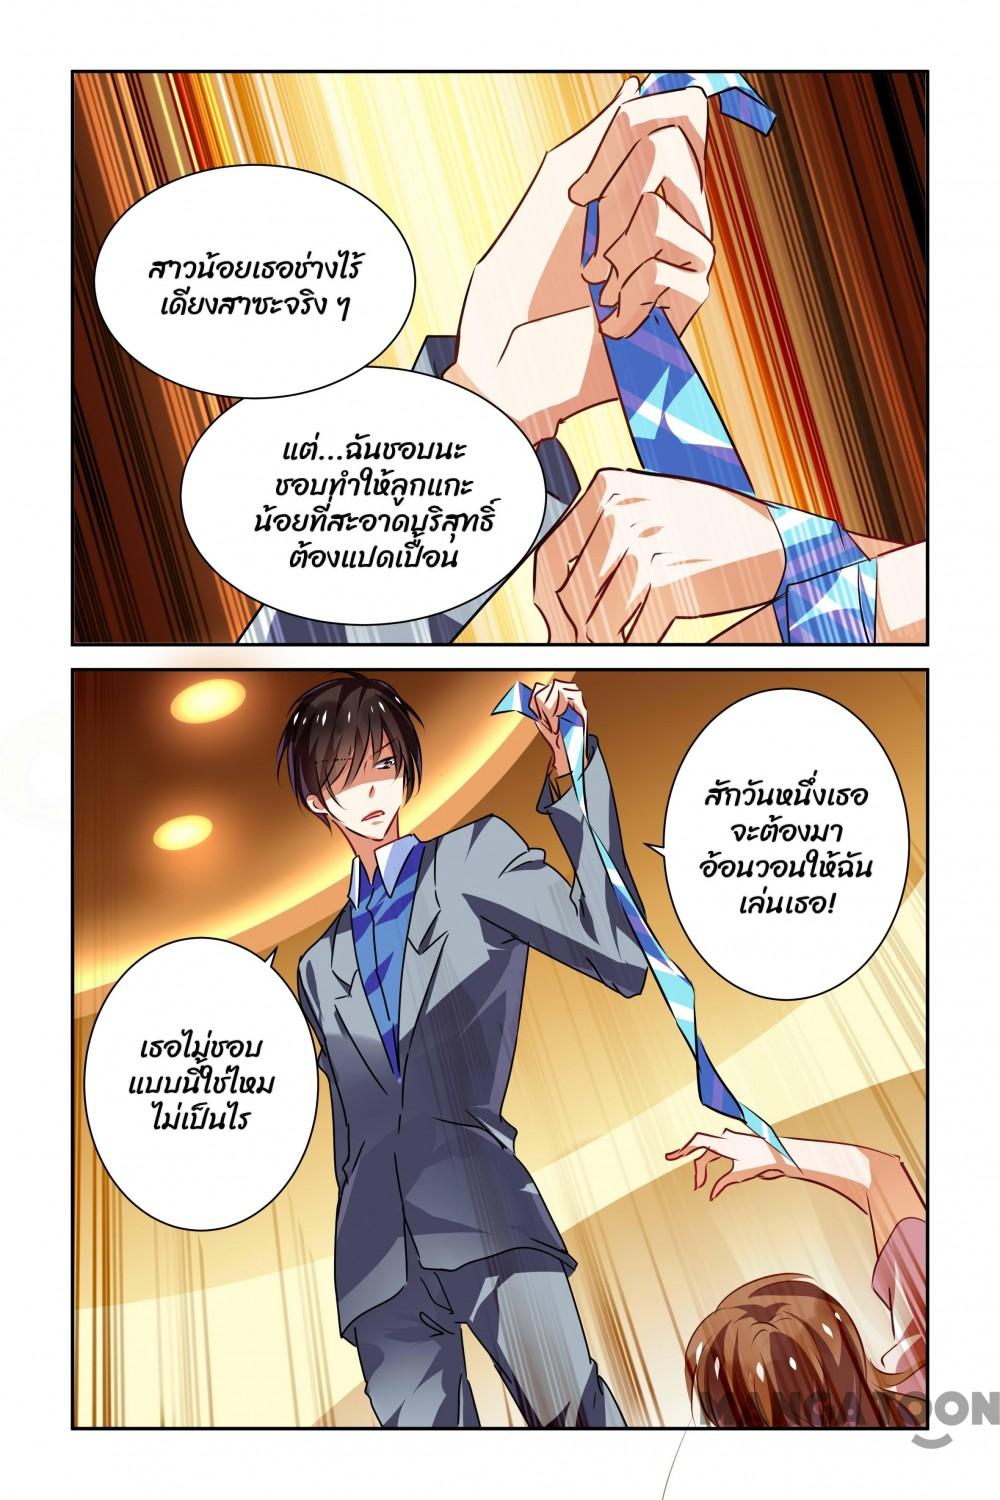 สาวน้อยเธอช่างไร้
เดียงสาซะจริง ๆ
แต่...ฉันชอบนะ
ชอบทำให้ลูกแกะ
น้อยที่สะอาดบริสุทธิ์
ต้องแปดเปื้อน
สักวันหนึ่งเธอ
จะต้องมา
อ้อนวอนให้ฉัน
เล่นเธอ!
เธอไม่ชอบ
แบบนี้ใช่ไหม
ไม่เป็นไร
MANGATOON